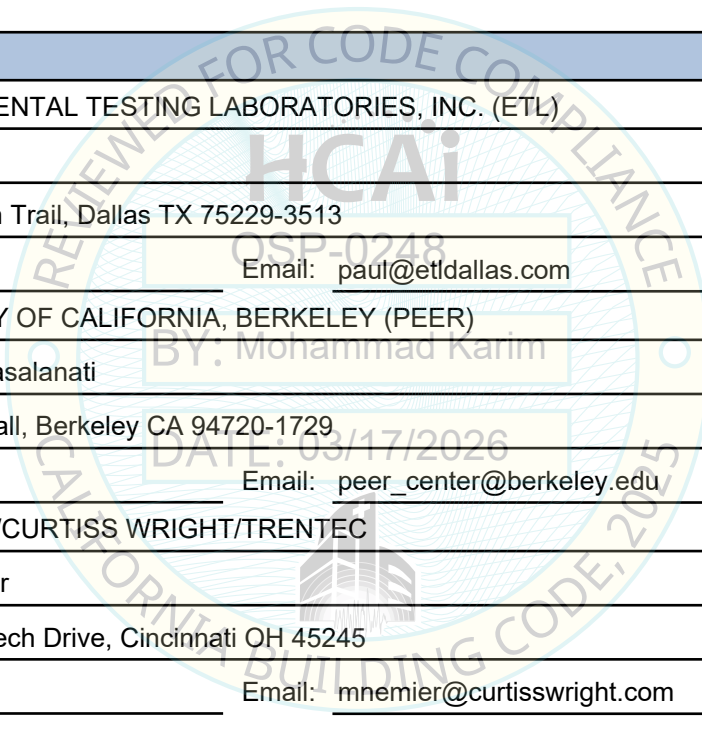 REVIEWED FOR CODE COMPLIANCE
ENTAL TESTING LABORATORIES, INC. (ETL)
HCAi
Trail, Dallas TX 75229-3513
OSP-0248
Email: paul@etldallas.com
Y OF CALIFORNIA, BERKELEY (PEER)
BY: Mohammad Karim
asalanati
all, Berkeley CA 94720-1729
DATE: 03/17/2026
Email: peer_center@berkeley.edu
/CURTISS WRIGHT/TRENTEC
r
ech Drive, Cincinnati OH 45245
CALIFORNIA BUILDING CODE, 2025
Email: mnemier@curtisswright.com